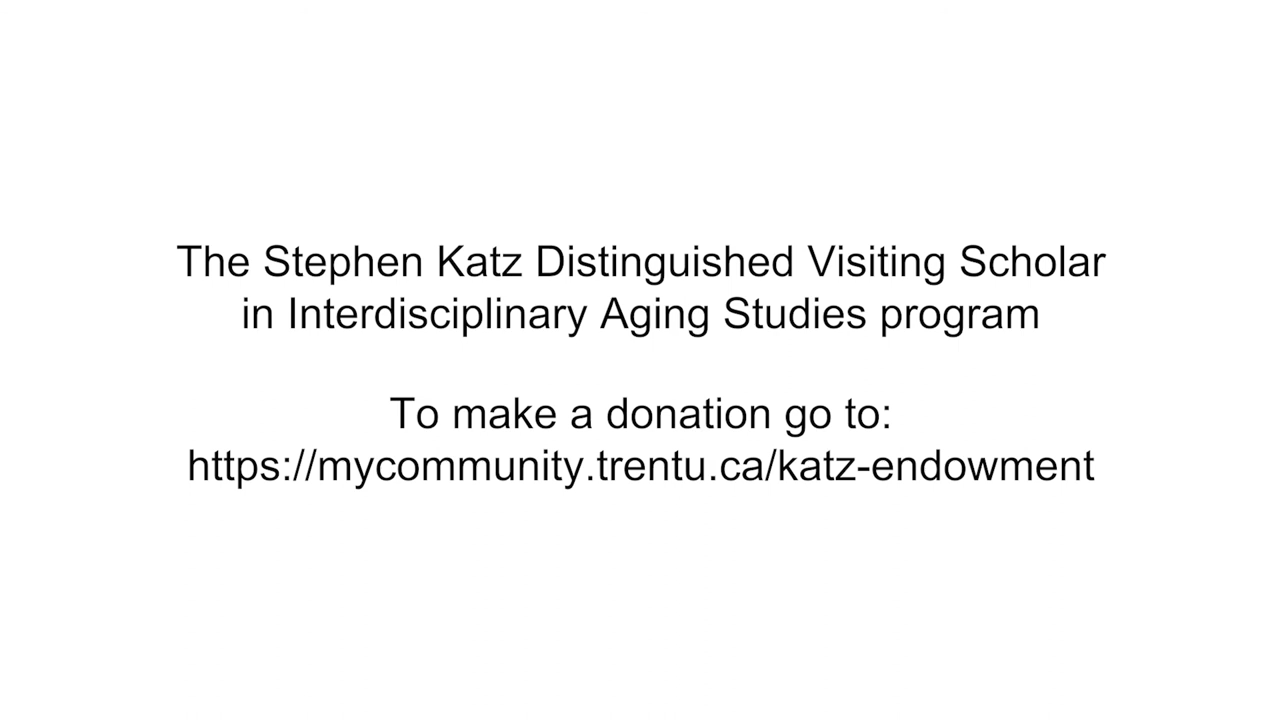 The Stephen Katz Distinguished Visiting Scholar
in Interdisciplinary Aging Studies program
To make a donation go to:
https://mycommunity.trentu.ca/katz-endowment